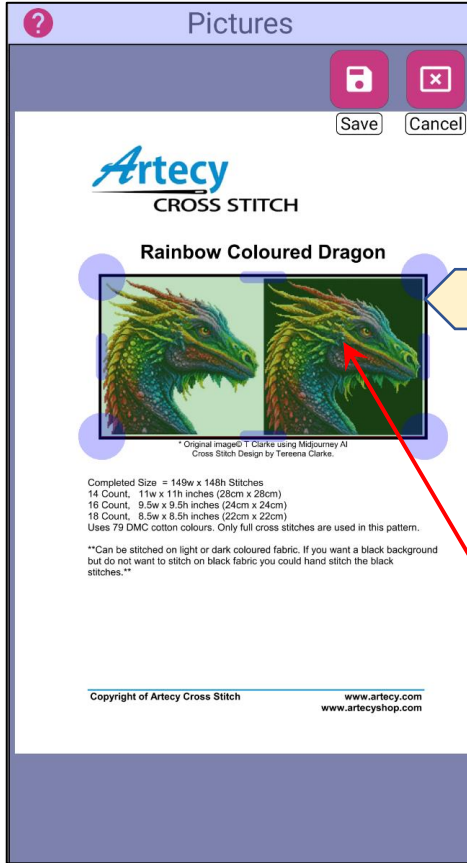 ?
Pictures
Save
Cancel
Artecy
CROSS STITCH
Rainbow Coloured Dragon
* Original image© T Clarke using Midjourney AI
Cross Stitch Design by Tereena Clarke.
Completed Size = 149w x 148h Stitches
14 Count, 11w x 11h inches (28cm x 28cm)
16 Count, 9.5w x 9.5h inches (24cm x 24cm)
18 Count, 8.5w x 8.5h inches (22cm x 22cm)
Uses 79 DMC cotton colours. Only full cross stitches are used in this pattern.
**Can be stitched on light or dark coloured fabric. If you want a black background
but do not want to stitch on black fabric you could hand stitch the black
stitches.**
Copyright of Artecy Cross Stitch
www.artecy.com
www.artecyshop.com